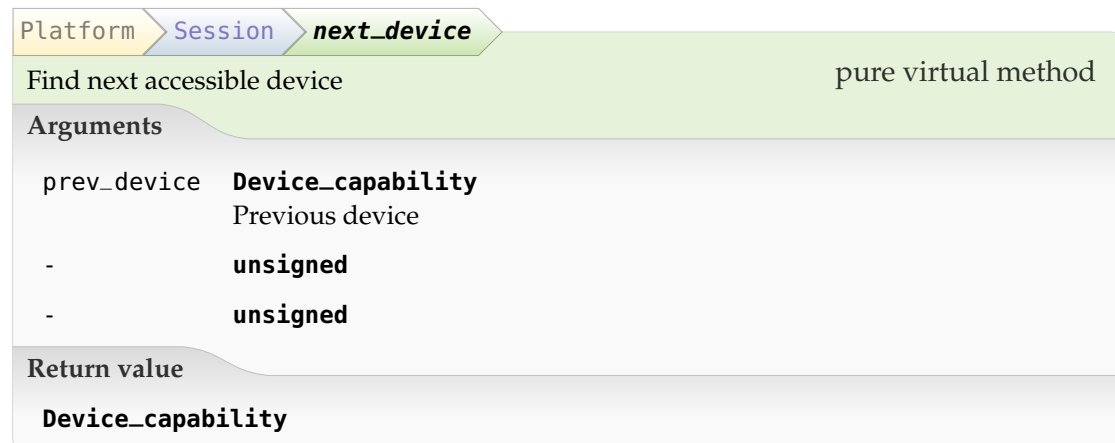 Platform Session next_device
Find next accessible device pure virtual method
Arguments
prev_device Device_capability
Previous device
- unsigned
- unsigned
Return value
Device_capability